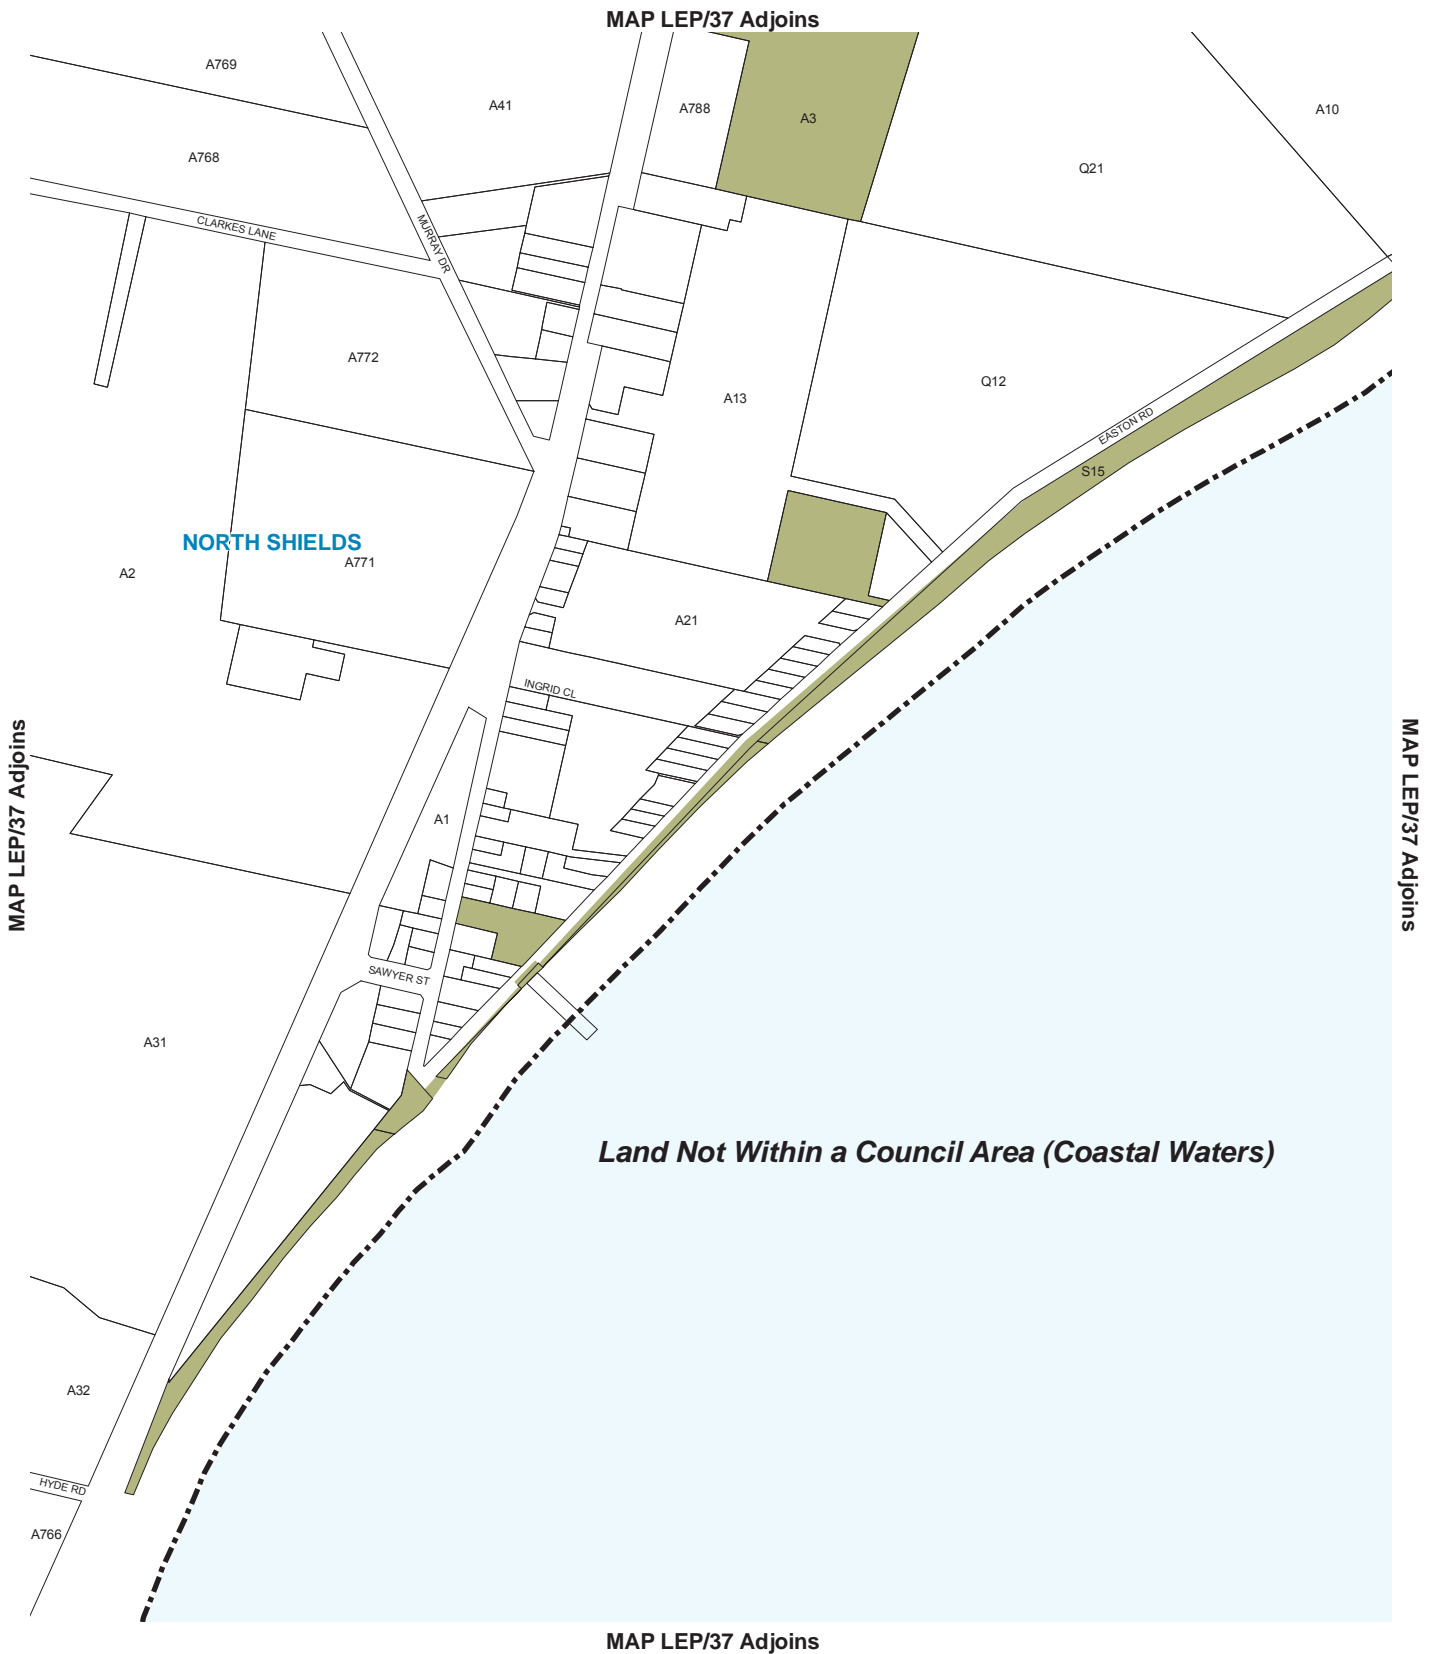 MAP LEP/37 Adjoins
A769
A41
A788
A3
A10
A768
Q21
CLARKES LANE
MURRAY DR
A772
A13
Q12
EASTON RD
S15
NORTH SHIELDS
A771
A2
A21
INGRID CL
MAP LEP/37 Adjoins
MAP LEP/37 Adjoins
A1
SAWYER ST
A31
Land Not Within a Council Area (Coastal Waters)
A32
HYDE RD
A766
MAP LEP/37 Adjoins